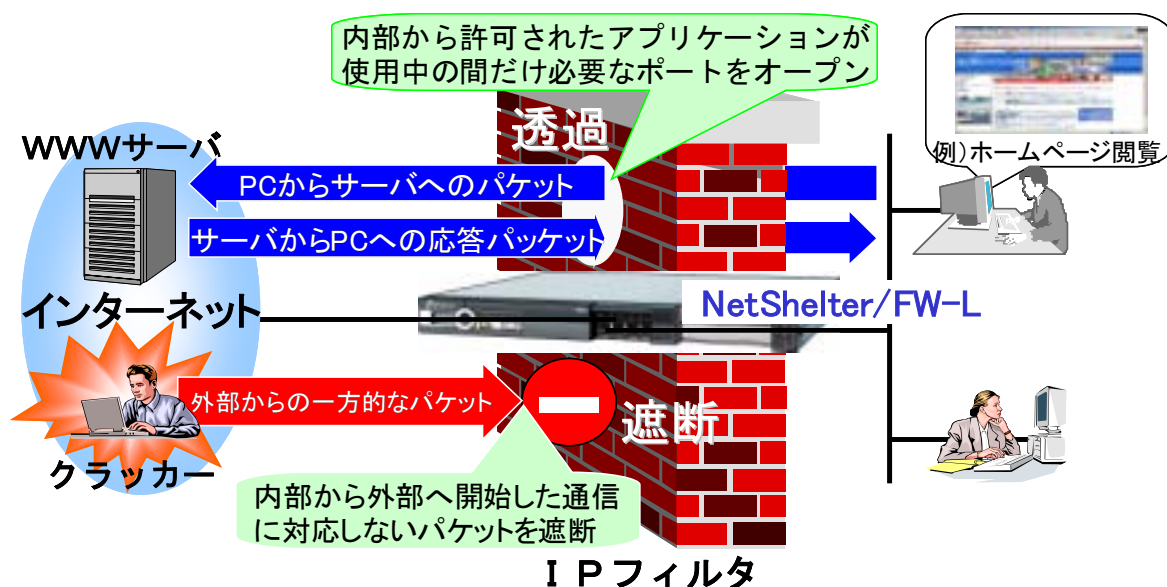 内部から許可されたアプリケーションが
使用中の間だけ必要なポートをオープン
透過
例)ホームページ閲覧
WWWサーバ
PCからサーバへのパケット
サーバからPCへの応答パッケット
インターネット
NetShelter/FW-L
外部からの一方的なパケット
遮断
クラッカー
内部から外部へ開始した通信
に対応しないパケットを遮断
IPフィルタ